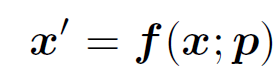 x′ = f(x; p)